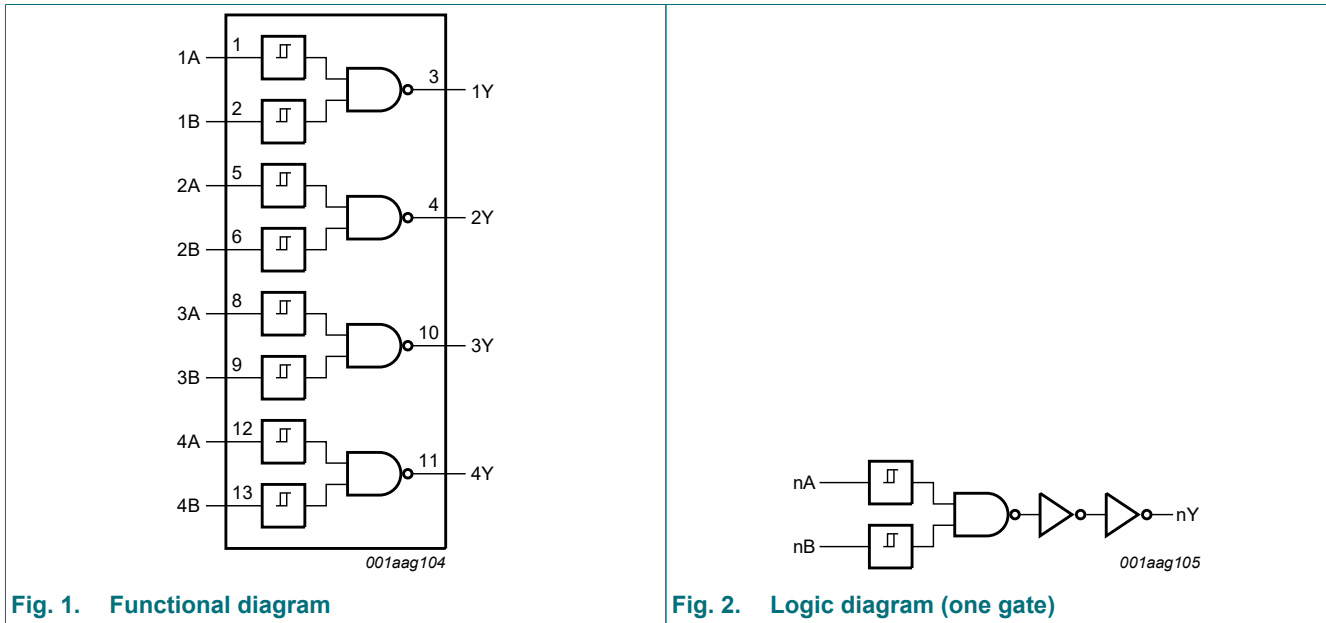 1A 1
3 1Y
1B 2
2A 5
4 2Y
2B 6
3A 8
10 3Y
3B 9
4A 12
11 4Y
4B 13
001aag104
Fig. 1. Functional diagram
nA
nY
nB
001aag105
Fig. 2. Logic diagram (one gate)